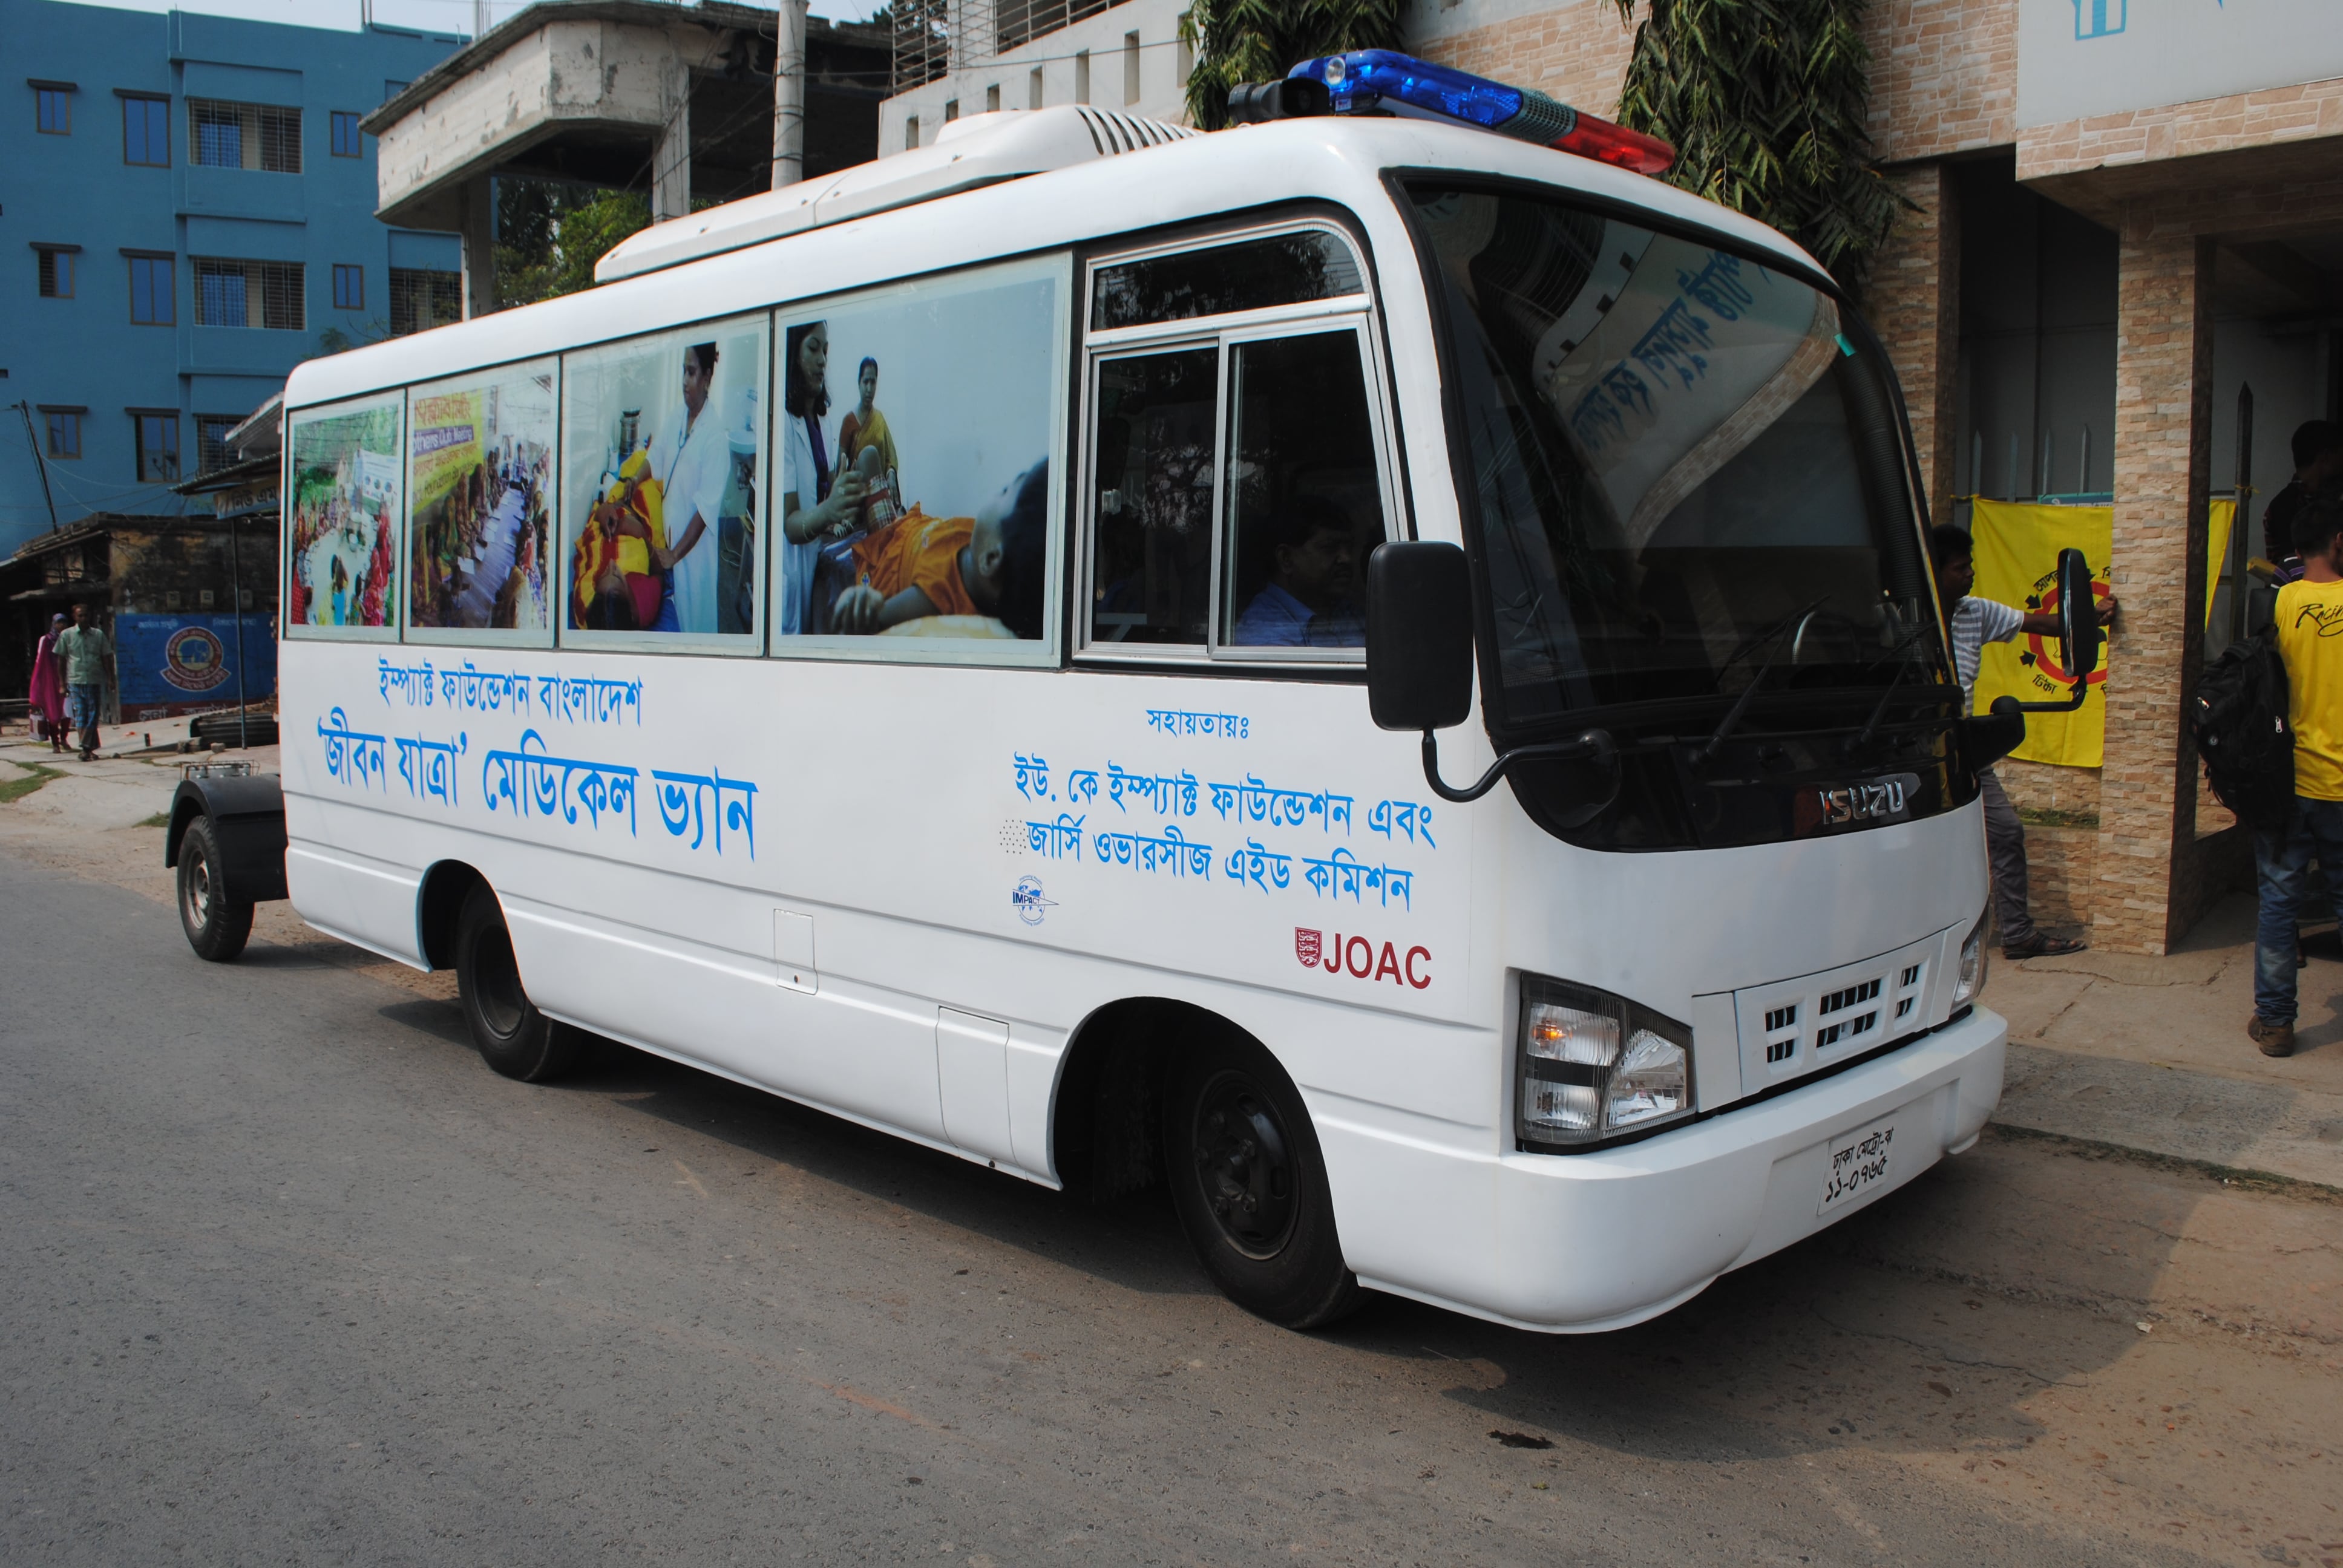 ইম্প্যাক্ট ফাউন্ডেশন বাংলাদেশ
‘জীবন যাত্রা’ মেডিকেল ভ্যান
সহায়তায়ঃ
ইউ. কে ইম্প্যাক্ট ফাউন্ডেশন এবং
জার্সি ওভারসীজ এইড কমিশন
IMPACT
JOAC
ISUZU
ঢাকা মেট্রো-ঝ
১১-০৭৬৫
টিকা
Racing